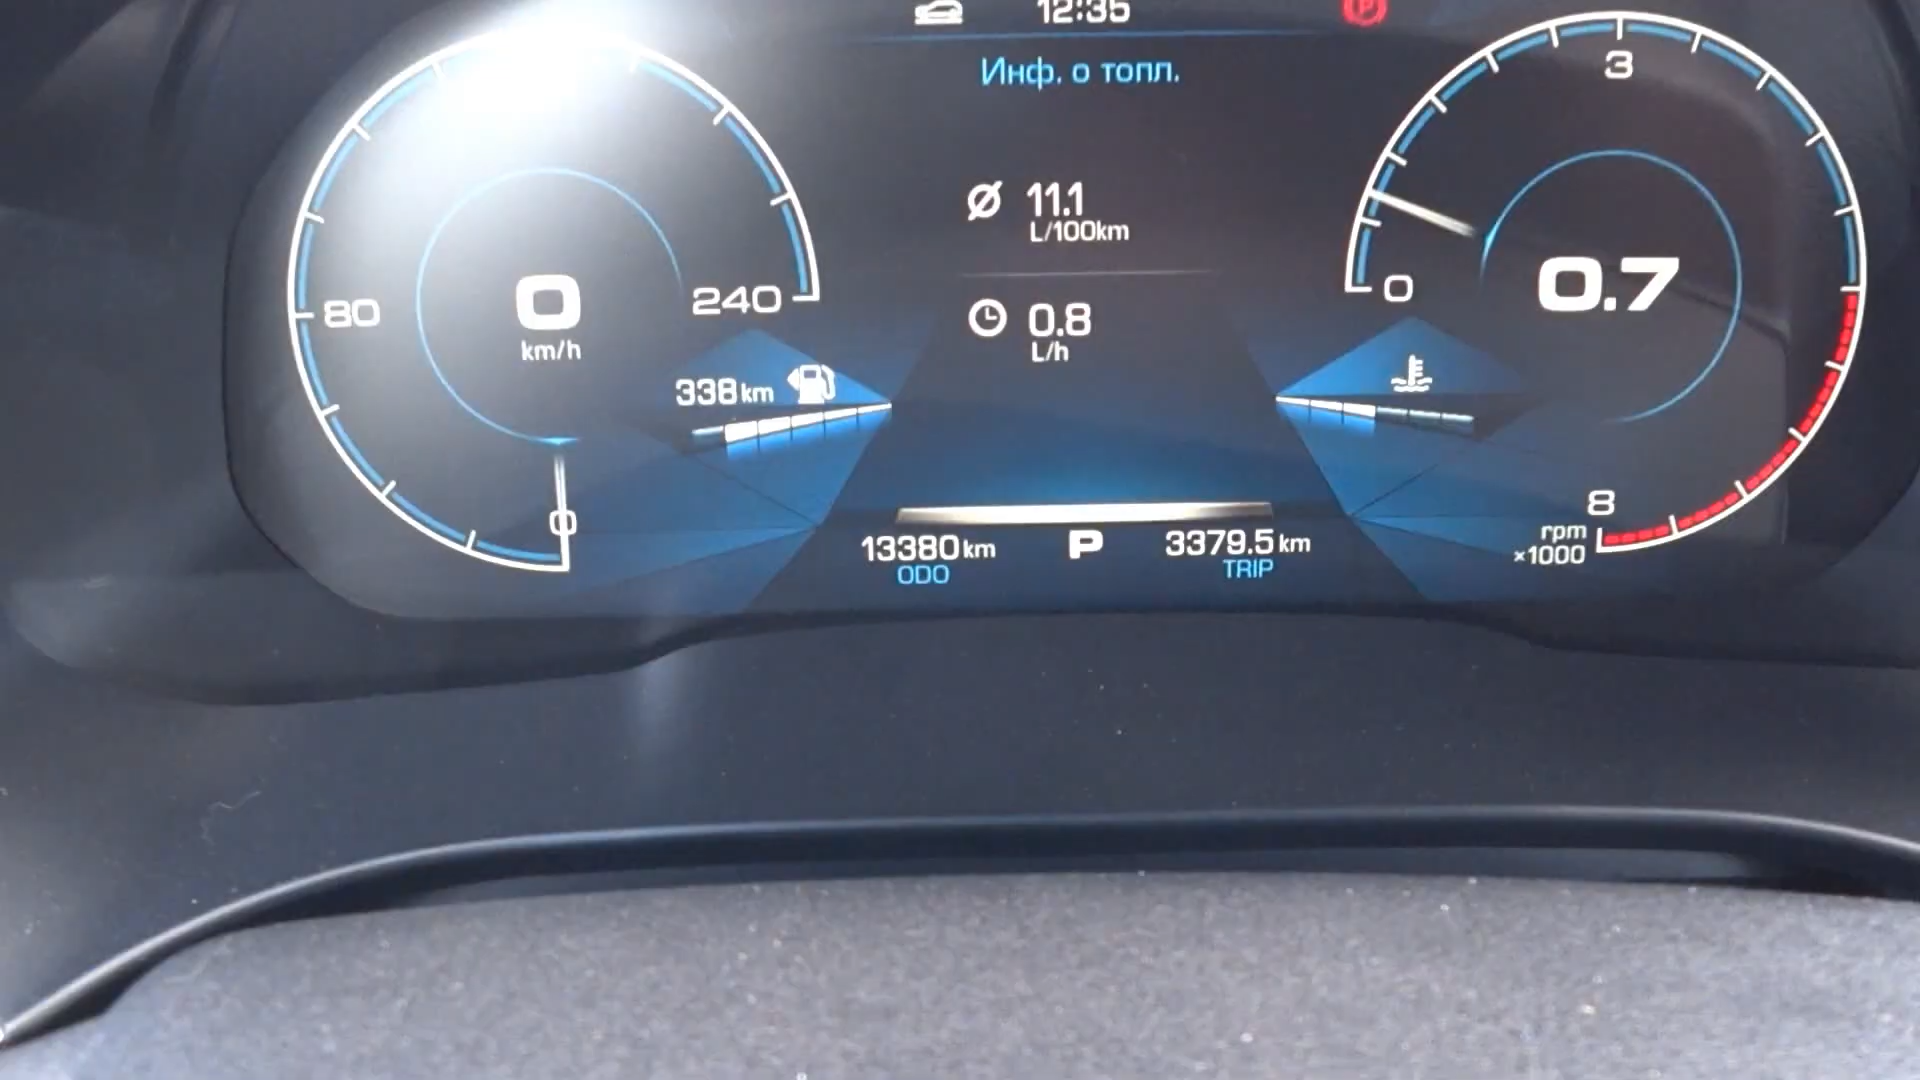 12:35
Инф. о топл.
Ø 11.1
L/100km
0.8
L/h
80
0
km/h
240
338 km
0
3
0
0.7
8
rpm
×1000
13380 km
ODO
P
3379.5 km
TRIP